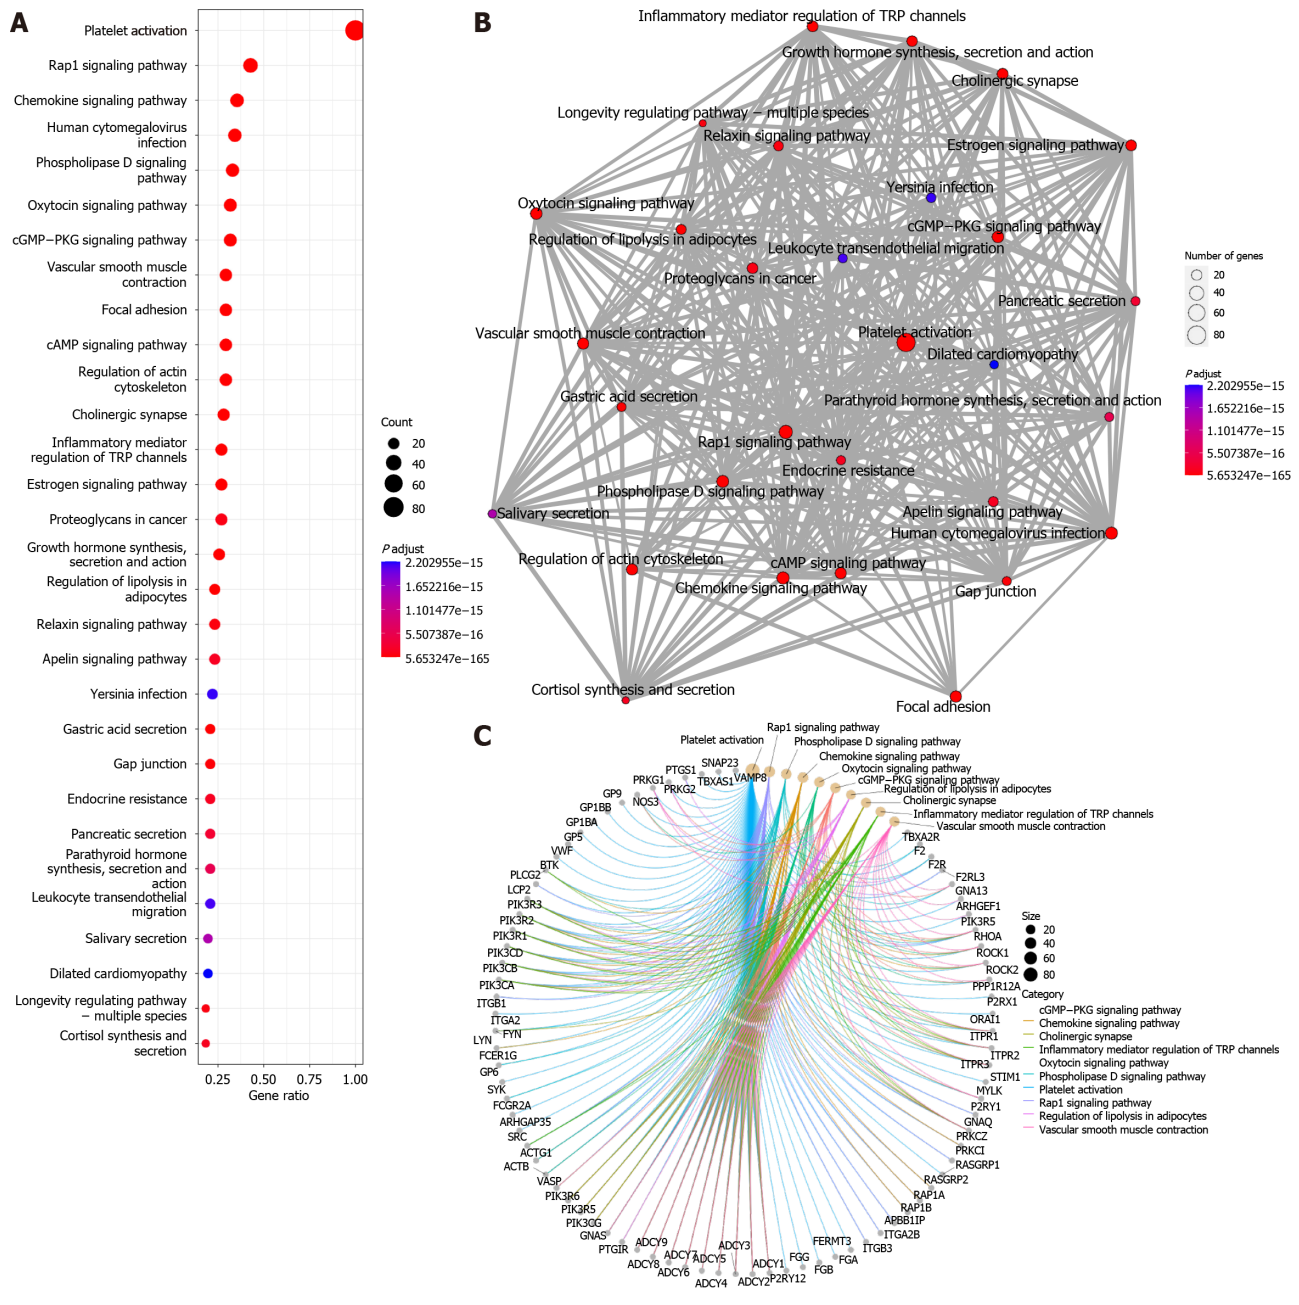 A
Platelet activation
Rap1 signaling pathway
Chemokine signaling pathway
Human cytomegalovirus
infection
Phospholipase D signaling
pathway
Oxytocin signaling pathway
cGMP−PKG signaling pathway
Vascular smooth muscle
contraction
Focal adhesion
cAMP signaling pathway
Regulation of actin
cytoskeleton
Cholinergic synapse
Inflammatory mediator
regulation of TRP channels
Estrogen signaling pathway
Proteoglycans in cancer
Growth hormone synthesis,
secretion and action
Regulation of lipolysis in
adipocytes
Relaxin signaling pathway
Apelin signaling pathway
Yersinia infection
Gastric acid secretion
Gap junction
Endocrine resistance
Pancreatic secretion
Parathyroid hormone
synthesis, secretion and
action
Leukocyte transendothelial
migration
Salivary secretion
Dilated cardiomyopathy
Longevity regulating pathway
− multiple species
Cortisol synthesis and
secretion
0.25 0.50 0.75 1.00
Gene ratio
Count
20
40
60
80
P adjust
2.202955e−15
1.652216e−15
1.101477e−15
5.507387e−16
5.653247e−165
B
Inflammatory mediator regulation of TRP channels
Growth hormone synthesis, secretion and action
Cholinergic synapse
Longevity regulating pathway − multiple species
Relaxin signaling pathway
Estrogen signaling pathway
Yersinia infection
Oxytocin signaling pathway
cGMP−PKG signaling pathway
Regulation of lipolysis in adipocytes
Leukocyte transendothelial migration
Proteoglycans in cancer
Pancreatic secretion
Vascular smooth muscle contraction
Platelet activation
Dilated cardiomyopathy
Gastric acid secretion
Parathyroid hormone synthesis, secretion and action
Rap1 signaling pathway
Endocrine resistance
Phospholipase D signaling pathway
Apelin signaling pathway
Salivary secretion
Human cytomegalovirus infection
Regulation of actin cytoskeleton
cAMP signaling pathway
Chemokine signaling pathway
Gap junction
Cortisol synthesis and secretion
Focal adhesion
Number of genes
20
40
60
80
P adjust
2.202955e−15
1.652216e−15
1.101477e−15
5.507387e−16
5.653247e−165
C
Platelet activation
Rap1 signaling pathway
Phospholipase D signaling pathway
Chemokine signaling pathway
Oxytocin signaling pathway
cGMP−PKG signaling pathway
Regulation of lipolysis in adipocytes
Cholinergic synapse
Inflammatory mediator regulation of TRP channels
Vascular smooth muscle contraction
TBXA2R
F2
F2R
F2RL3
GNA13
ARHGEF1
PIK3R5
RHOA
ROCK1
ROCK2
PPP1R12A
P2RX1
ORAI1
ITPR1
ITPR2
ITPR3
STIM1
MYLK
P2RY1
GNAQ
PRKCZ
PRKCI
RASGRP1
RASGRP2
RAP1A
RAP1B
APBB1IP
ITGA2B
ITGB3
FERMT3
FGA
FGB
FGG
P2RY12
ADCY1
ADCY2
ADCY3
ADCY4
ADCY5
ADCY6
ADCY7
ADCY8
ADCY9
PTGIR
GNAS
PIK3CG
PIK3R5
PIK3R6
VASP
ACTB
ACTG1
SRC
ARHGAP35
FCGR2A
SYK
GP6
FCER1G
LYN
FYN
ITGA2
ITGB1
PIK3CA
PIK3CB
PIK3CD
PIK3R1
PIK3R2
PIK3R3
LCP2
PLCG2
BTK
VWF
GP5
GP1BA
GP1BB
GP9
NOS3
PRKG1
PRKG2
PTGS1
TBXAS1
SNAP23
VAMP8
Size
20
40
60
80
Category
cGMP−PKG signaling pathway
Chemokine signaling pathway
Cholinergic synapse
Inflammatory mediator regulation of TRP channels
Oxytocin signaling pathway
Phospholipase D signaling pathway
Platelet activation
Rap1 signaling pathway
Regulation of lipolysis in adipocytes
Vascular smooth muscle contraction